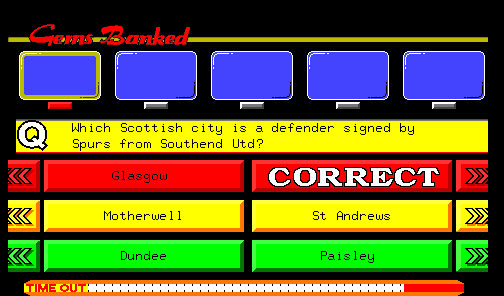 Gems Banked
Q
Which Scottish city is a defender signed by
Spurs from Southend Utd?
Glasgow
CORRECT
Motherwell
St Andrews
Dundee
Paisley
TIME OUT